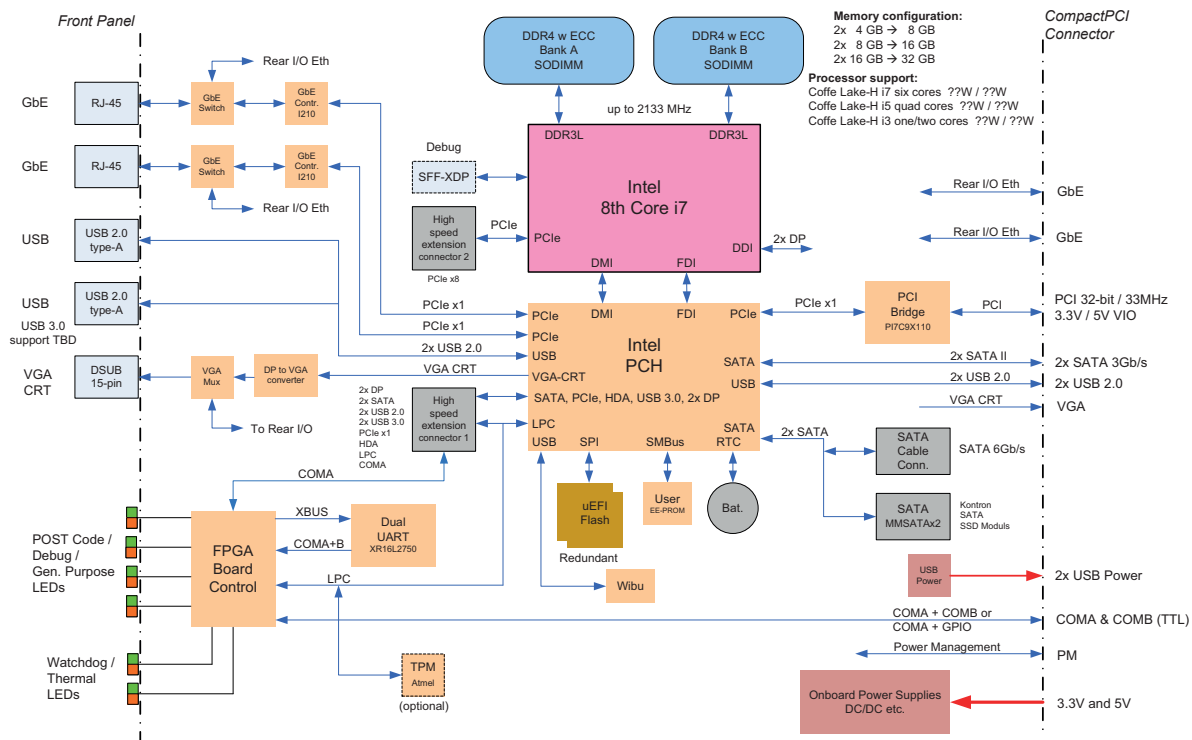 Front Panel
CompactPCI
Connector
Memory configuration:
2x 4 GB → 8 GB
2x 8 GB → 16 GB
2x 16 GB → 32 GB
Processor support:
Coffe Lake-H i7 six cores ??W / ??W
Coffe Lake-H i5 quad cores ??W / ??W
Coffe Lake-H i3 one/two cores ??W / ??W
DDR4 w ECC
Bank A
SODIMM
DDR4 w ECC
Bank B
SODIMM
up to 2133 MHz
Rear I/O Eth
GbE
RJ-45
GbE
Switch
GbE
Contr.
I210
GbE
RJ-45
GbE
Switch
GbE
Contr.
I210
Rear I/O Eth
DDR3L
DDR3L
Intel
8th Core i7
PCIe
DDI
DMI
FDI
Debug
SFF-XDP
High
speed
extension
connector 2
PCIe
PCIe x8
2x DP
Rear I/O Eth
GbE
Rear I/O Eth
GbE
USB
USB 2.0
type-A
USB
USB 3.0
support TBD
USB 2.0
type-A
PCIe x1
PCIe x1
2x USB 2.0
VGA
CRT
DSUB
15-pin
VGA
Mux
DP to VGA
converter
VGA CRT
To Rear I/O
PCIe
DMI
FDI
PCIe
PCIe
USB
VGA-CRT
Intel
PCH
SATA
USB
SATA, PCIe, HDA, USB 3.0, 2x DP
LPC
USB
SPI
SMBus
SATA
RTC
PCIe x1
PCI
Bridge
PI7C9X110
PCI
PCI 32-bit / 33MHz
3.3V / 5V VIO
2x SATA II
2x SATA 3Gb/s
2x USB 2.0
2x USB 2.0
VGA CRT
VGA
2x DP
2x SATA
2x USB 2.0
2x USB 3.0
PCIe x1
HDA
LPC
COMA
High
speed
extension
connector 1
2x SATA
SATA
Cable
Conn.
SATA 6Gb/s
SATA
MMSATAx2
Kontron
SATA
SSD Moduls
uEFI
Flash
Redundant
User
EE-PROM
Bat.
Wibu
COMA
XBUS
COMA+B
LPC
Dual
UART
XR16L2750
FPGA
Board
Control
POST Code /
Debug /
Gen. Purpose
LEDs
Watchdog /
Thermal
LEDs
TPM
Atmel
(optional)
USB
Power
2x USB Power
COMA + COMB or
COMA + GPIO
COMA & COMB (TTL)
Power Management
PM
Onboard Power Supplies
DC/DC etc.
3.3V and 5V